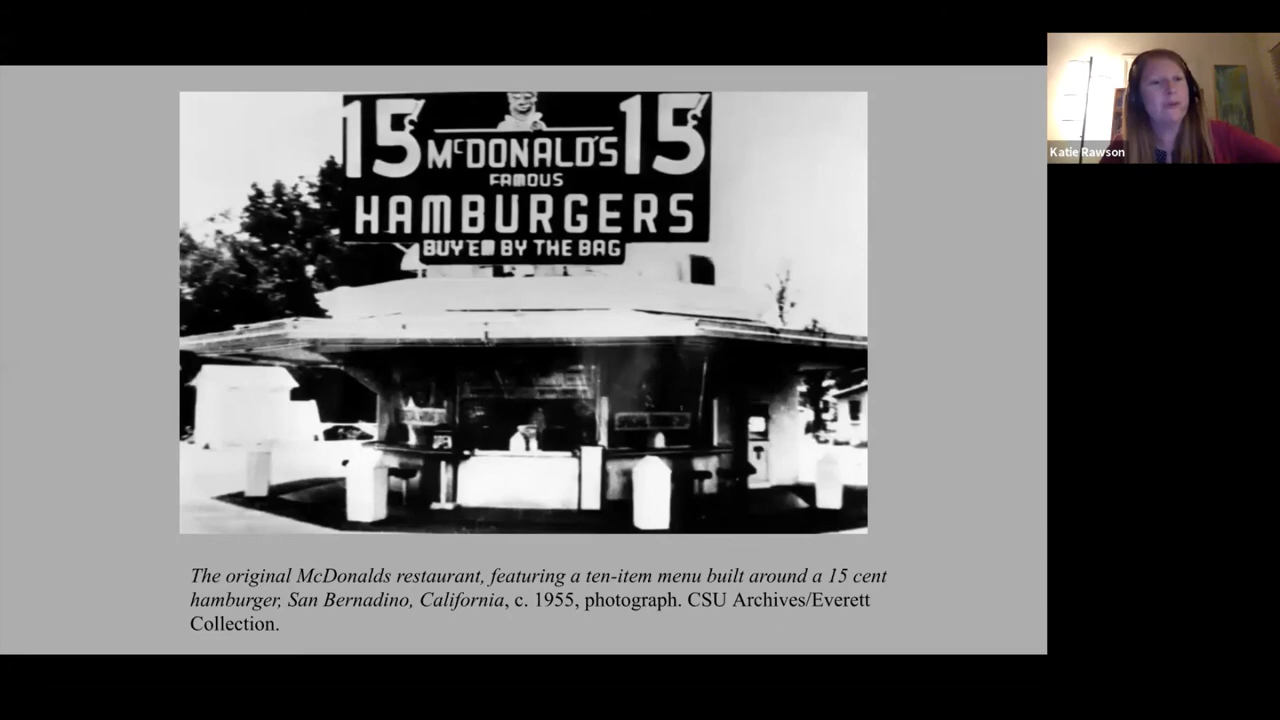 15¢ 15¢
McDONALD'S
FAMOUS
HAMBURGERS
BUY'EM BY THE BAG
Katie Rawson
The original McDonalds restaurant, featuring a ten-item menu built around a 15 cent
hamburger, San Bernadino, California, c. 1955, photograph. CSU Archives/Everett
Collection.